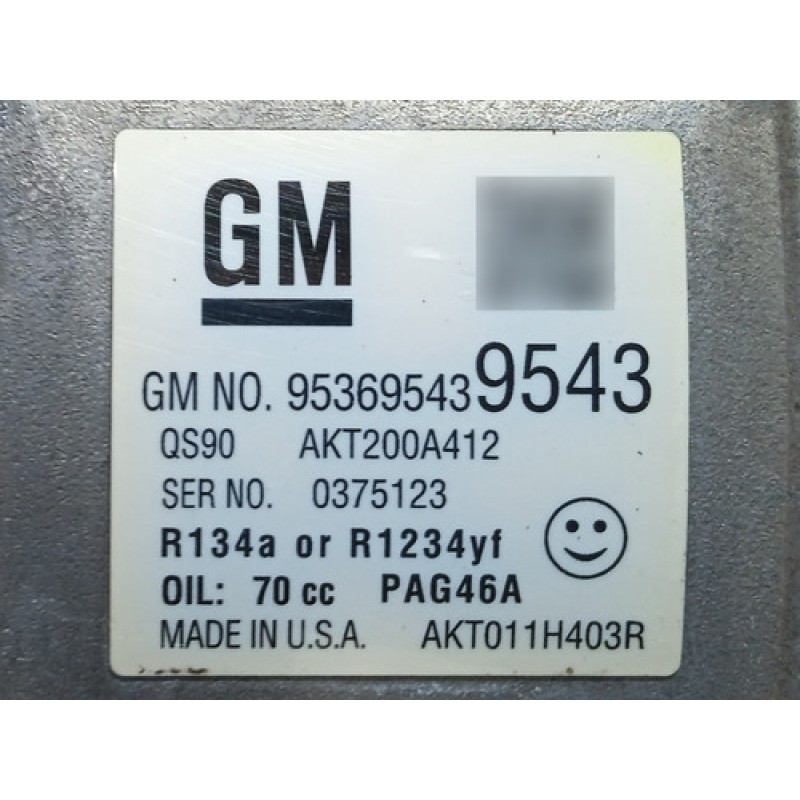 GM
GM NO. 95369543 9543
QS90 AKT200A412
SER NO. 0375123
R134a or R1234yf
OIL: 70 cc PAG46A
MADE IN U.S.A. AKT011H403R